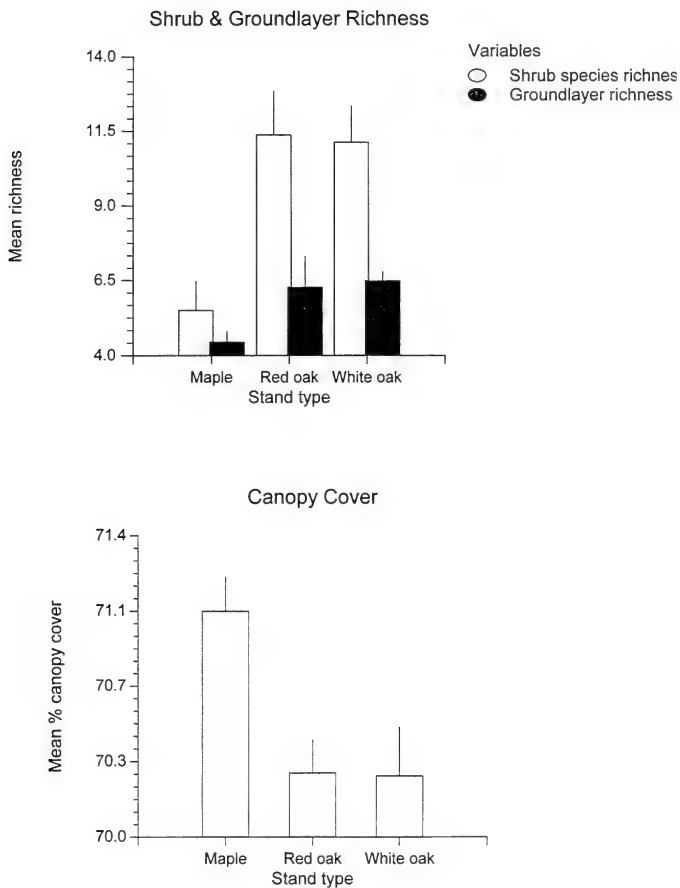 Shrub & Groundlayer Richness
Variables
Shrub species richnes
Groundlayer richness
Mean richness
14.0
11.5
9.0
6.5
4.0
Maple Red oak White oak
Stand type
Canopy Cover
Mean % canopy cover
71.4
71.1
70.7
70.3
70.0
Maple Red oak White oak
Stand type